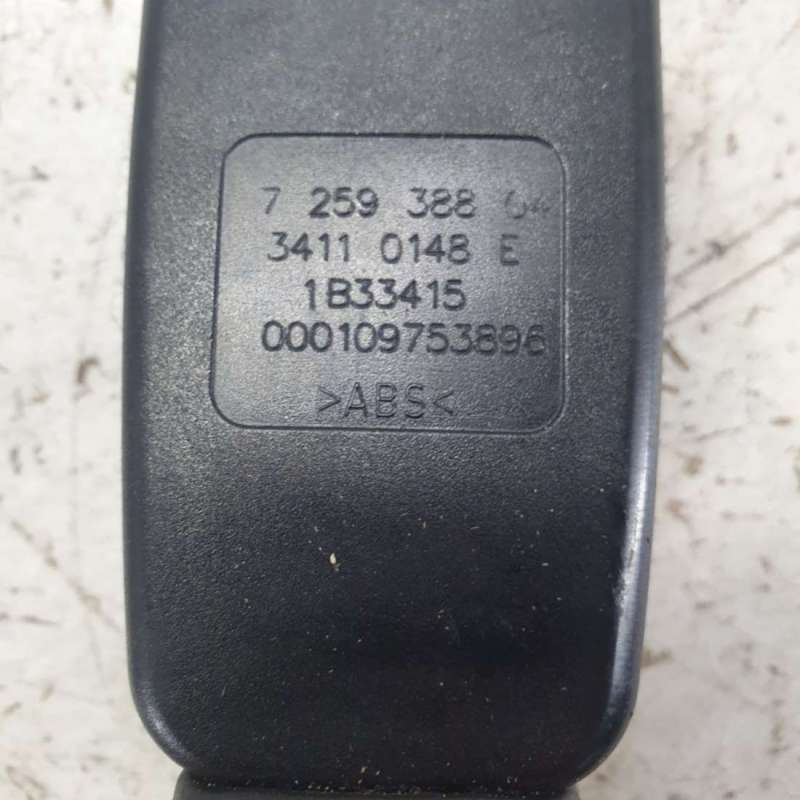 7 259 388 04
3411 0148 E
1B33415
000109753896
>ABS<